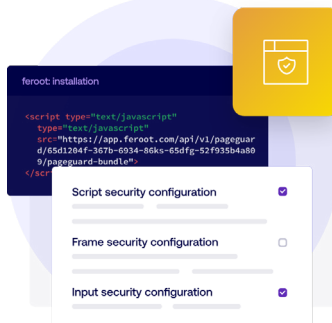 feroot: installation
<script type="text/javascript"
type="text/javascript"
src="https://app.feroot.com/api/v1/pageguar
d/65d1204f-367b-6934-86ks-65dfg-52f935b4a80
9/pageguard-bundle">
</scr
Script security configuration
Frame security configuration
Input security configuration